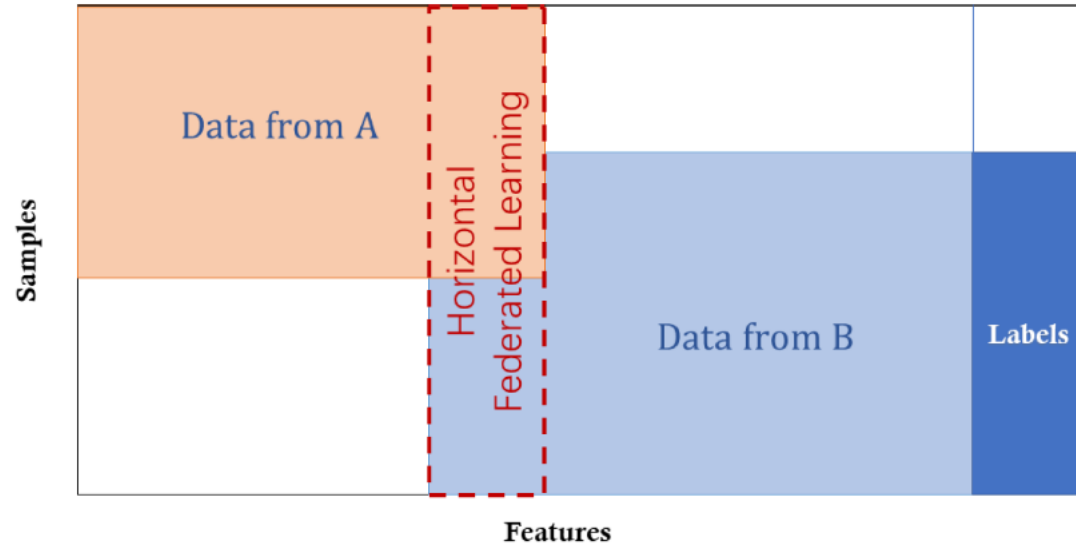 Data from A
Horizontal
Federated Learning
Samples
Data from B
Labels
Features